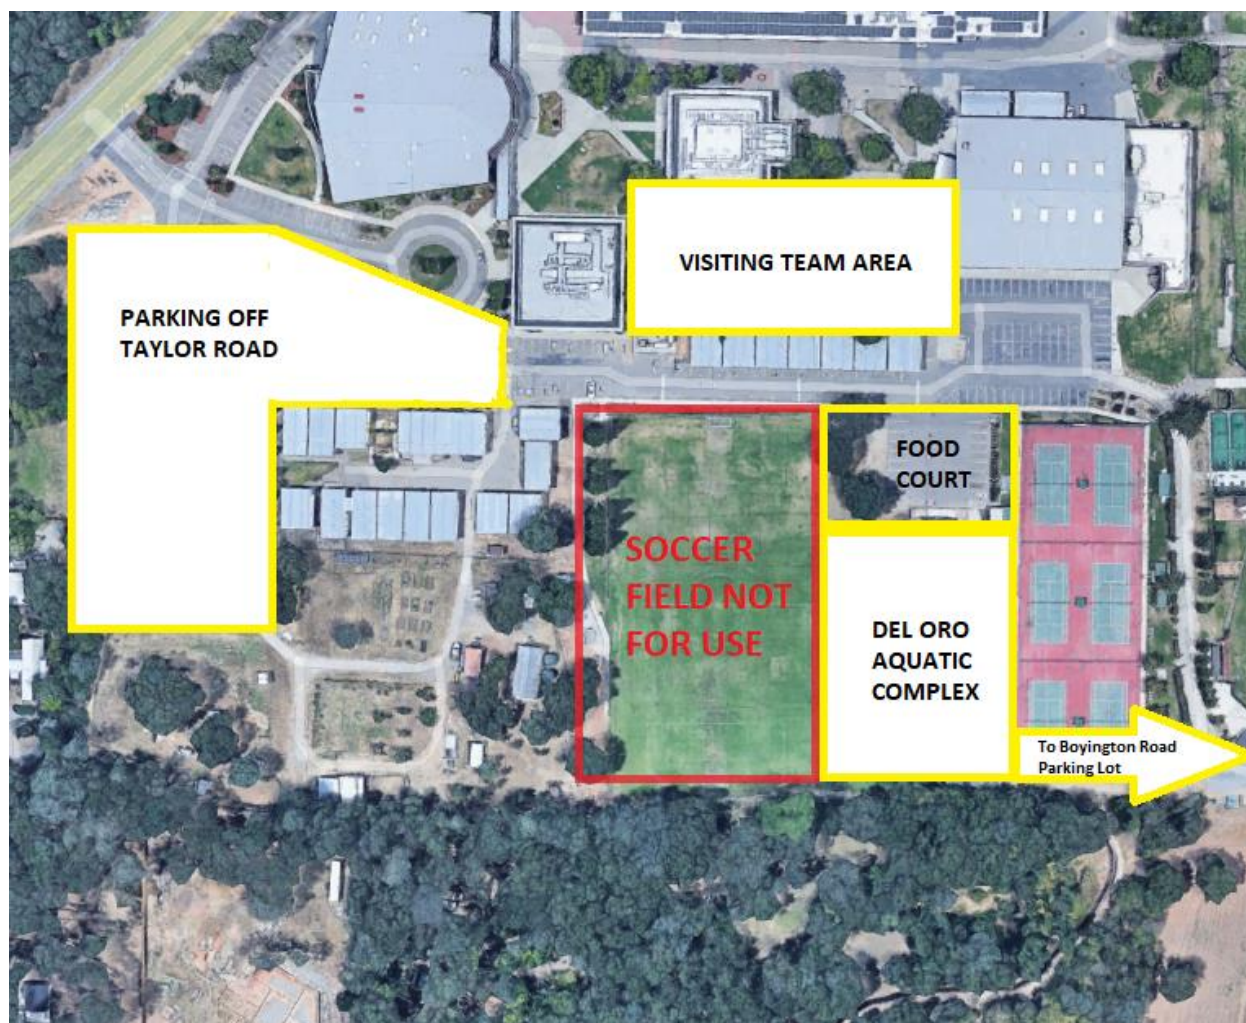 VISITING TEAM AREA
PARKING OFF
TAYLOR ROAD
FOOD
COURT
SOCCER
FIELD NOT
FOR USE
DEL ORO
AQUATIC
COMPLEX
To Boyington Road
Parking Lot